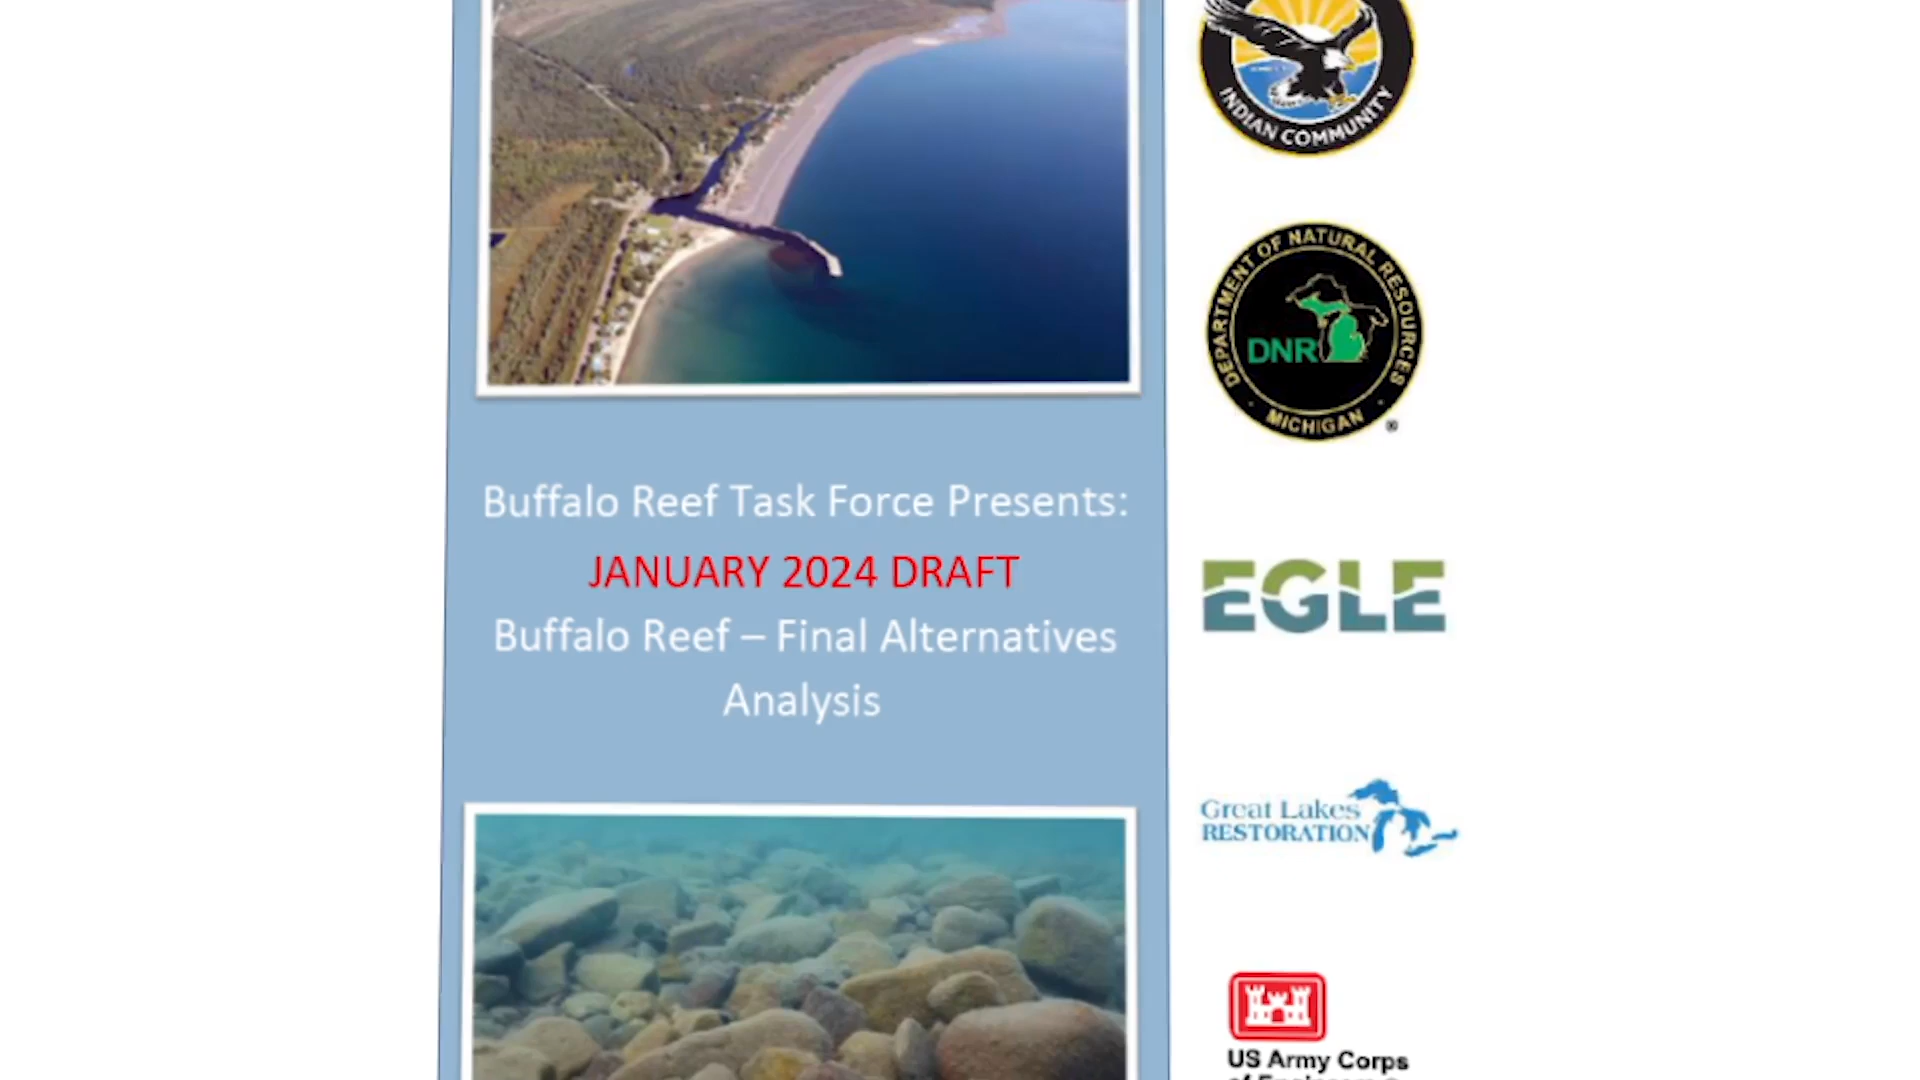 INDIAN COMMUNITY
DEPARTMENT OF NATURAL RESOURCES
DNR
MICHIGAN
®
Buffalo Reef Task Force Presents:
JANUARY 2024 DRAFT
Buffalo Reef – Final Alternatives
Analysis
EGLE
Great Lakes
RESTORATION
US Army Corps